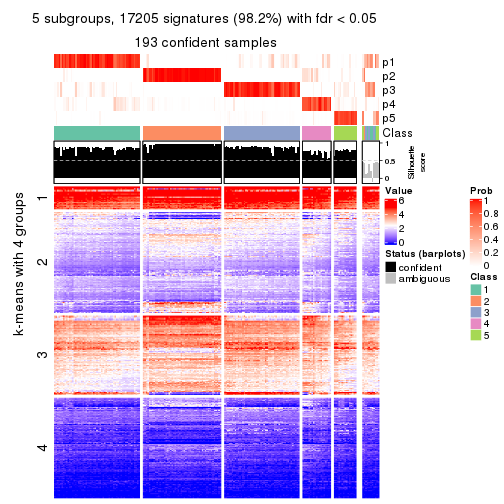 5 subgroups, 17205 signatures (98.2%) with fdr < 0.05
193 confident samples
p1
p2
p3
p4
p5
Class
1
0.5
0
Silhouette
score
k-means with 4 groups
1
2
3
4
Value
6
4
2
0
Status (barplots)
confident
ambiguous
Prob
1
0.8
0.6
0.4
0.2
0
Class
1
2
3
4
5